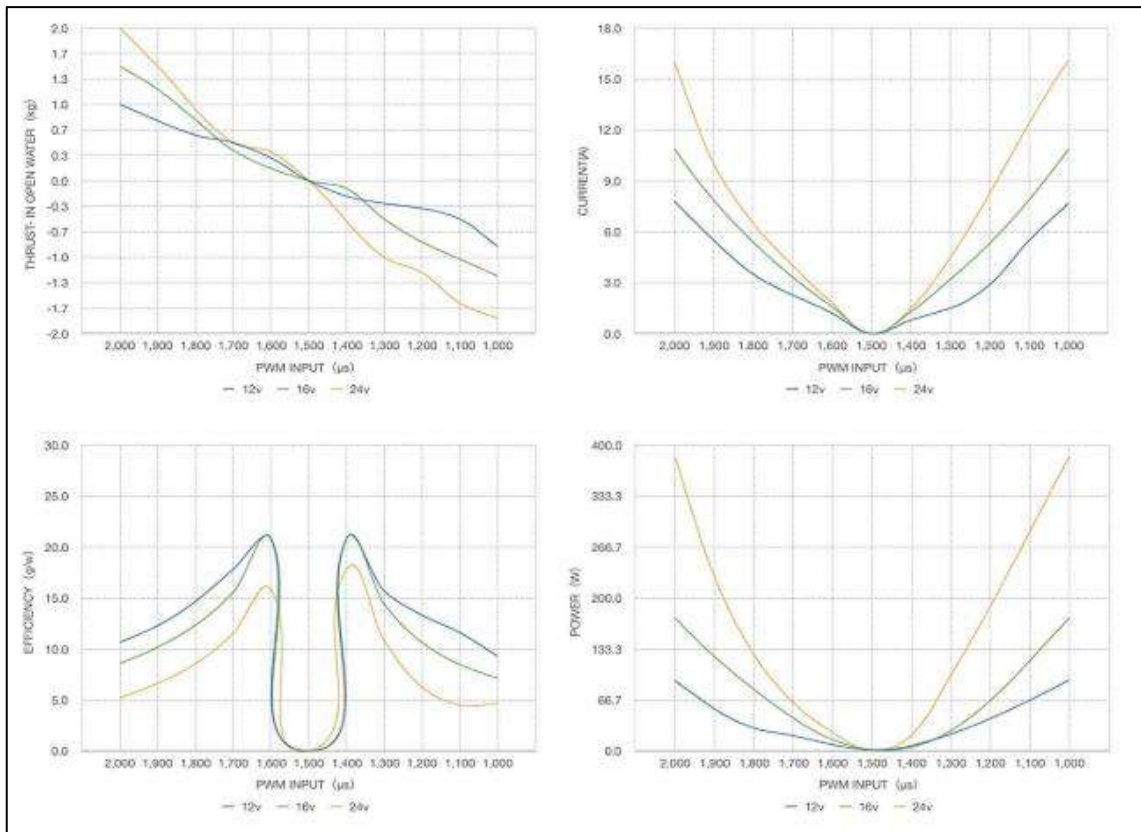 THRUST- IN OPEN WATER (kg)
2.0
1.7
1.3
1.0
0.7
0.3
0.0
-0.3
-0.7
-1.0
-1.3
-1.7
-2.0
2,000 1,900 1,800 1,700 1,600 1,500 1,400 1,300 1,200 1,100 1,000
PWM INPUT (μs)
12v 16v 24v
CURRENT(A)
18.0
15.0
12.0
9.0
6.0
3.0
0.0
2,000 1,900 1,800 1,700 1,600 1,500 1,400 1,300 1,200 1,100 1,000
PWM INPUT (μs)
12v 16v 24v
EFFICIENCY (g/w)
30.0
25.0
20.0
15.0
10.0
5.0
0.0
2,000 1,900 1,800 1,700 1,600 1,500 1,400 1,300 1,200 1,100 1,000
PWM INPUT (μs)
12v 16v 24v
POWER (W)
400.0
333.3
266.7
200.0
133.3
66.7
0.0
2,000 1,900 1,800 1,700 1,600 1,500 1,400 1,300 1,200 1,100 1,000
PWM INPUT (μs)
12v 16v 24v